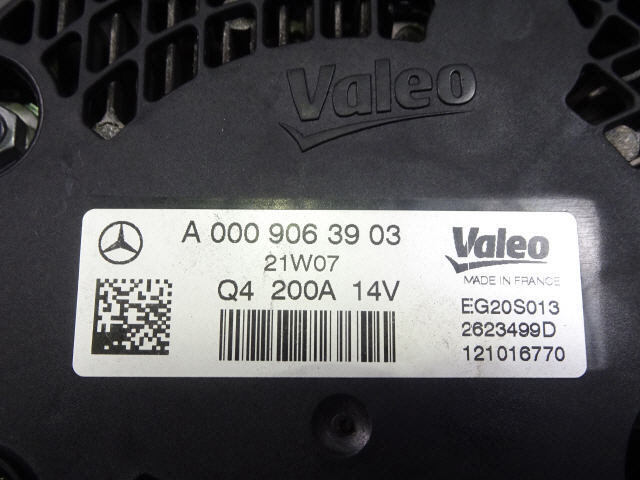 Valeo
A 000 906 39 03
21W07
Q4 200A 14V
Valeo
MADE IN FRANCE
EG20S013
2623499D
121016770